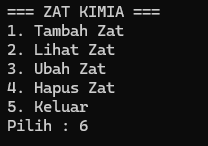 === ZAT KIMIA ===
1. Tambah Zat
2. Lihat Zat
3. Ubah Zat
4. Hapus Zat
5. Keluar
Pilih : 6